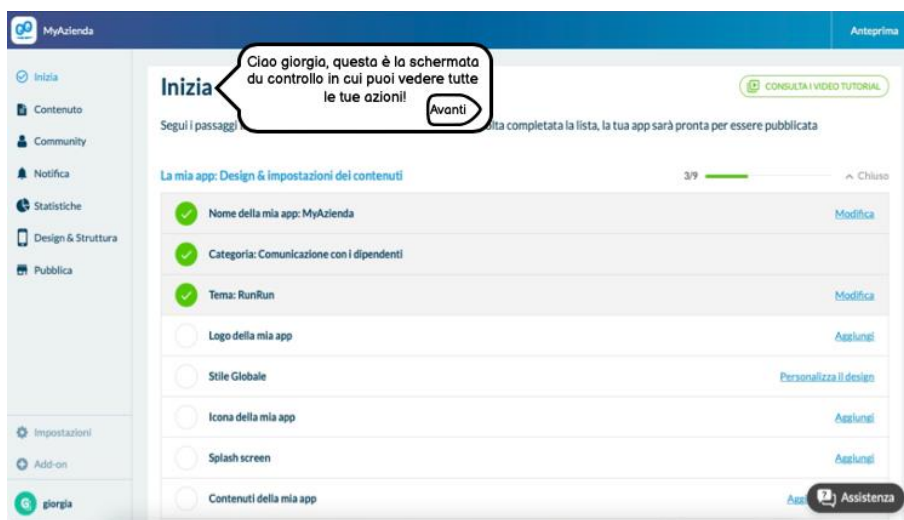 MyAzienda
Anteprima
Inizia
Contenuto
Community
Notifica
Statistiche
Design & Struttura
Pubblica
Impostazioni
Add-on
giorgia
Ciao giorgia, questa è la schermata
du controllo in cui puoi vedere tutte
le tue azioni!
Avanti
Inizia
CONSULTA I VIDEO TUTORIAL
Segui i passaggi completata la lista, la tua app sarà pronta per essere pubblicata
La mia app: Design & impostazioni dei contenuti
3/9
Chiuso
Nome della mia app: MyAzienda
Modifica
Categoria: Comunicazione con i dipendenti
Tema: RunRun
Modifica
Logo della mia app
Aggiungi
Stile Globale
Personalizza il design
Icona della mia app
Aggiungi
Splash screen
Aggiungi
Contenuti della mia app
Assistenza